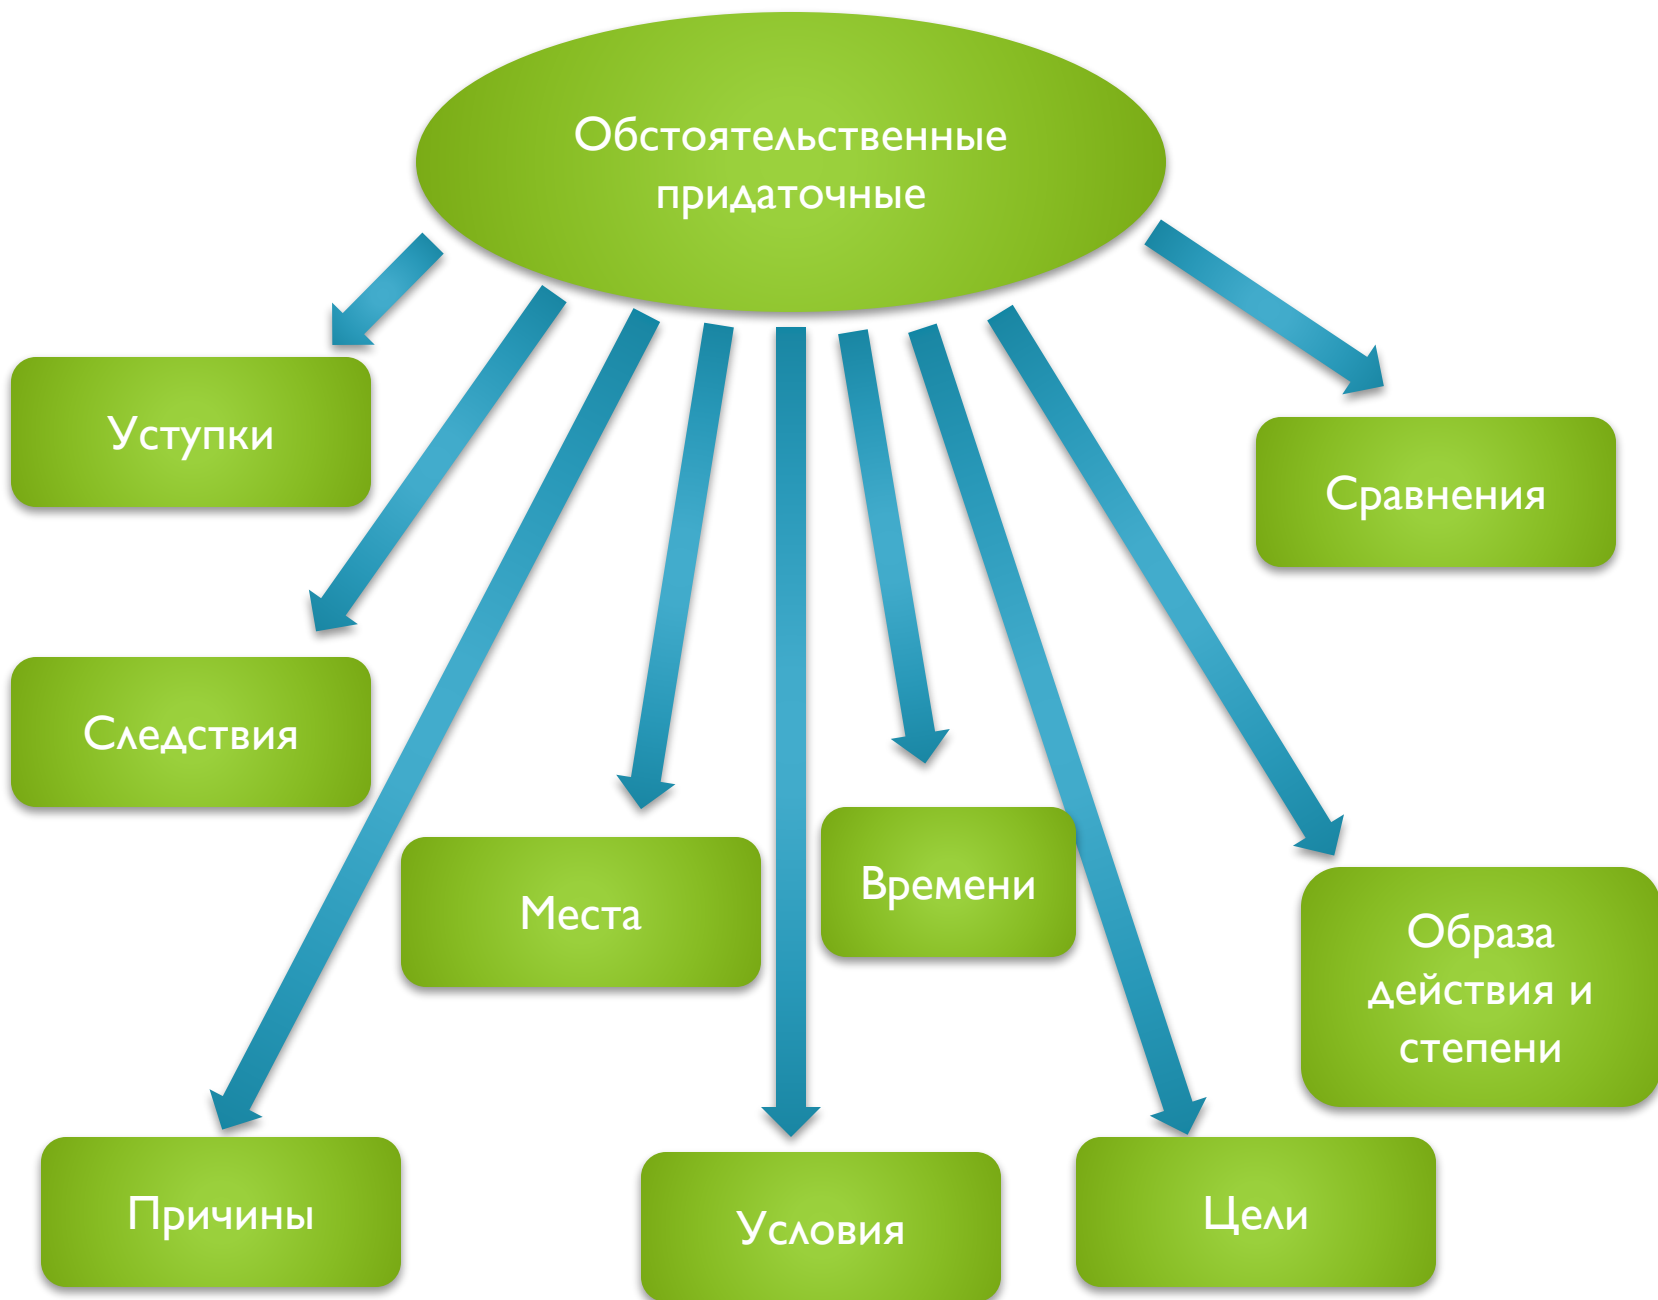 Обстоятельственные
придаточные
Уступки
Сравнения
Следствия
Места
Времени
Образа
действия и
степени
Причины
Условия
Цели